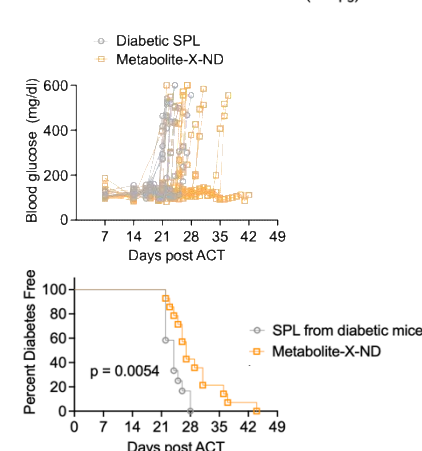 Diabetic SPL
Metabolite-X-ND
Blood glucose (mg/dl)
600
400
200
0
7 14 21 28 35 42 49
Days post ACT
Percent Diabetes Free
100
80
60
40
20
0
p = 0.0054
SPL from diabetic mice
Metabolite-X-ND
0 7 14 21 28 35 42 49
Days post ACT